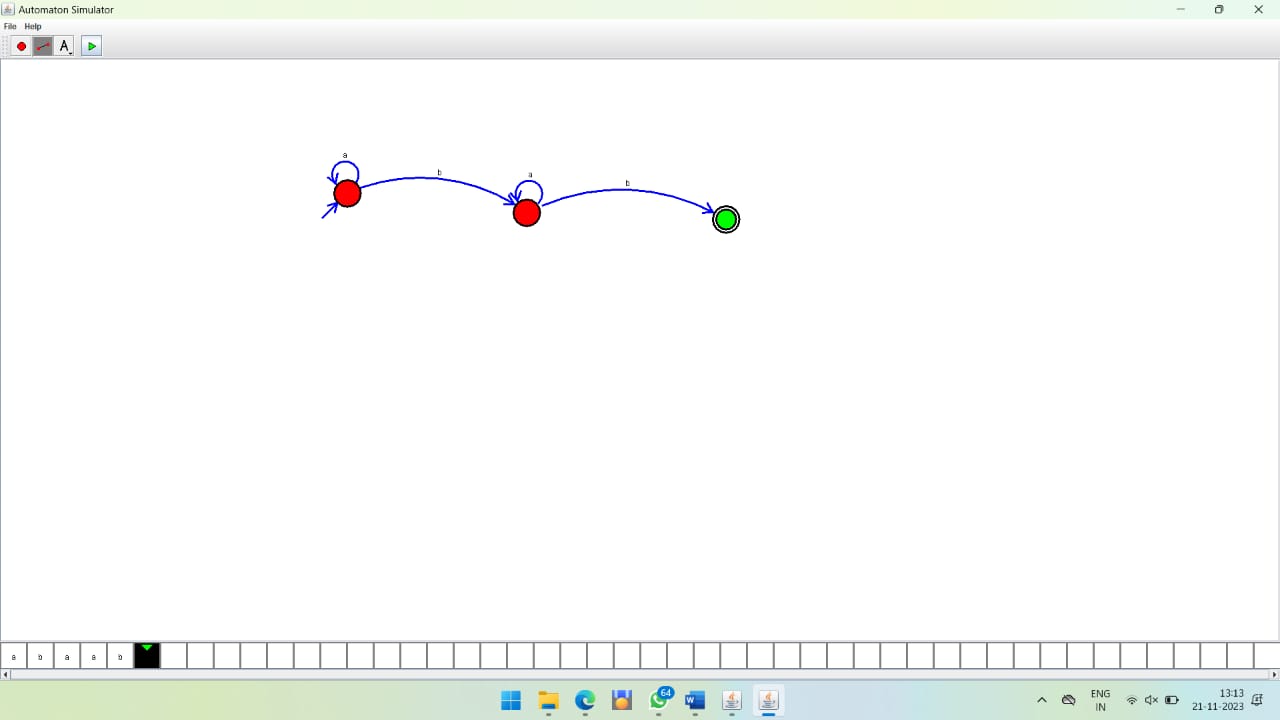 Automaton Simulator
File Help
A
a
b
a
b
a b a a b
64
ENG
IN
13:13
21-11-2023